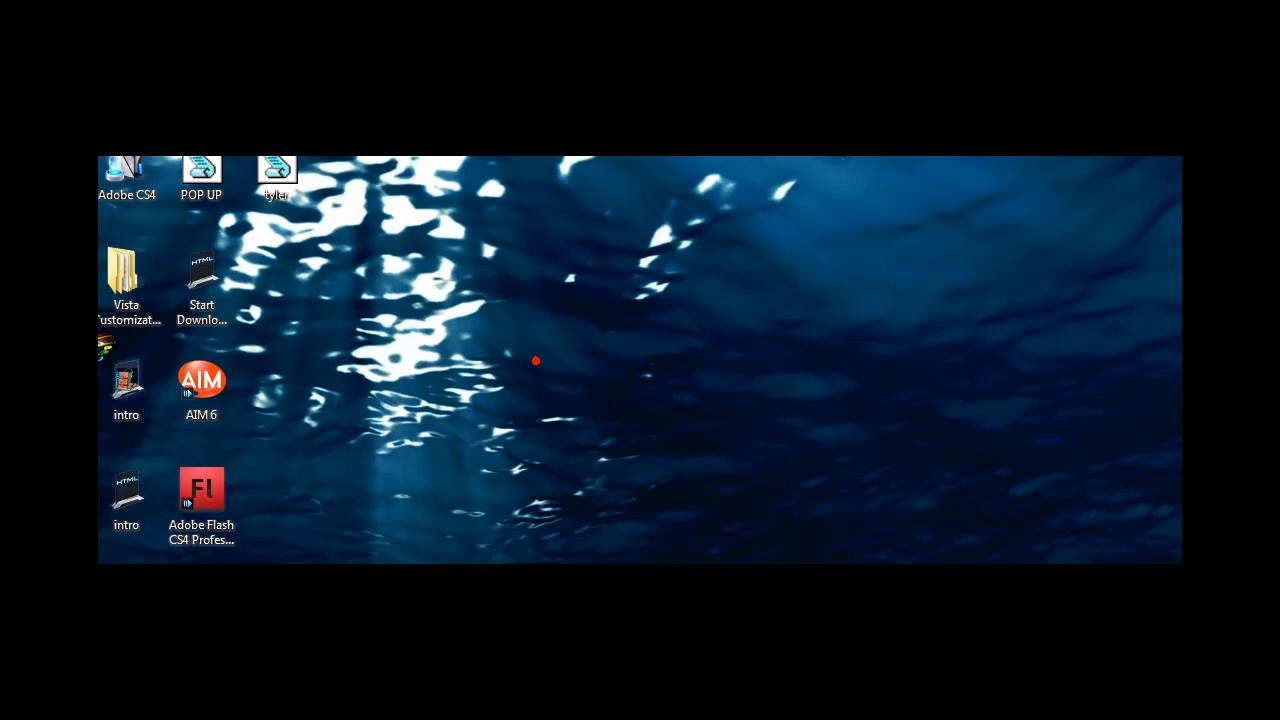 Adobe CS4
POP UP
tyler
Vista
ustomizat...
HTML
Start
Downlo...
intro
AIM
AIM 6
HTML
intro
Fl
Adobe Flash
CS4 Profes...